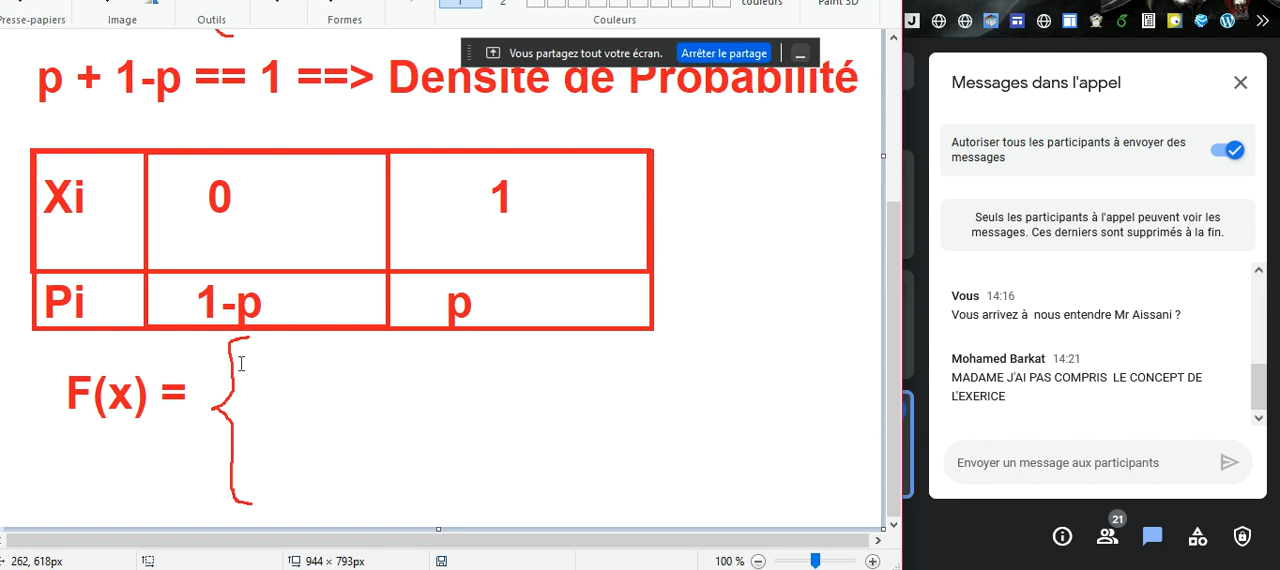 Presse-papiers
Image
Outils
Formes
1
2
Couleurs
couleurs
Paint 3D
Vous partagez tout votre écran.
Arrêter le partage
p + 1-p == 1 ==> Densité de Probabilité
Xi 0 1
Pi 1-p p
F(x) =
262, 618px
944 × 793px
100 %
Messages dans l'appel
Autoriser tous les participants à envoyer des
messages
Seuls les participants à l'appel peuvent voir les
messages. Ces derniers sont supprimés à la fin.
Vous 14:16
Vous arrivez à nous entendre Mr Aissani ?
Mohamed Barkat 14:21
MADAME J'AI PAS COMPRIS LE CONCEPT DE
L'EXERICE
Envoyer un message aux participants
21